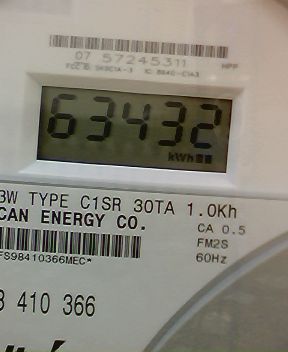 07 57245311
HPP
63432
kWh
3W TYPE C1SR 30TA 1.0Kh
CAN ENERGY CO.
CA 0.5
FM2S
FS98410366MEC*
60Hz
410 366